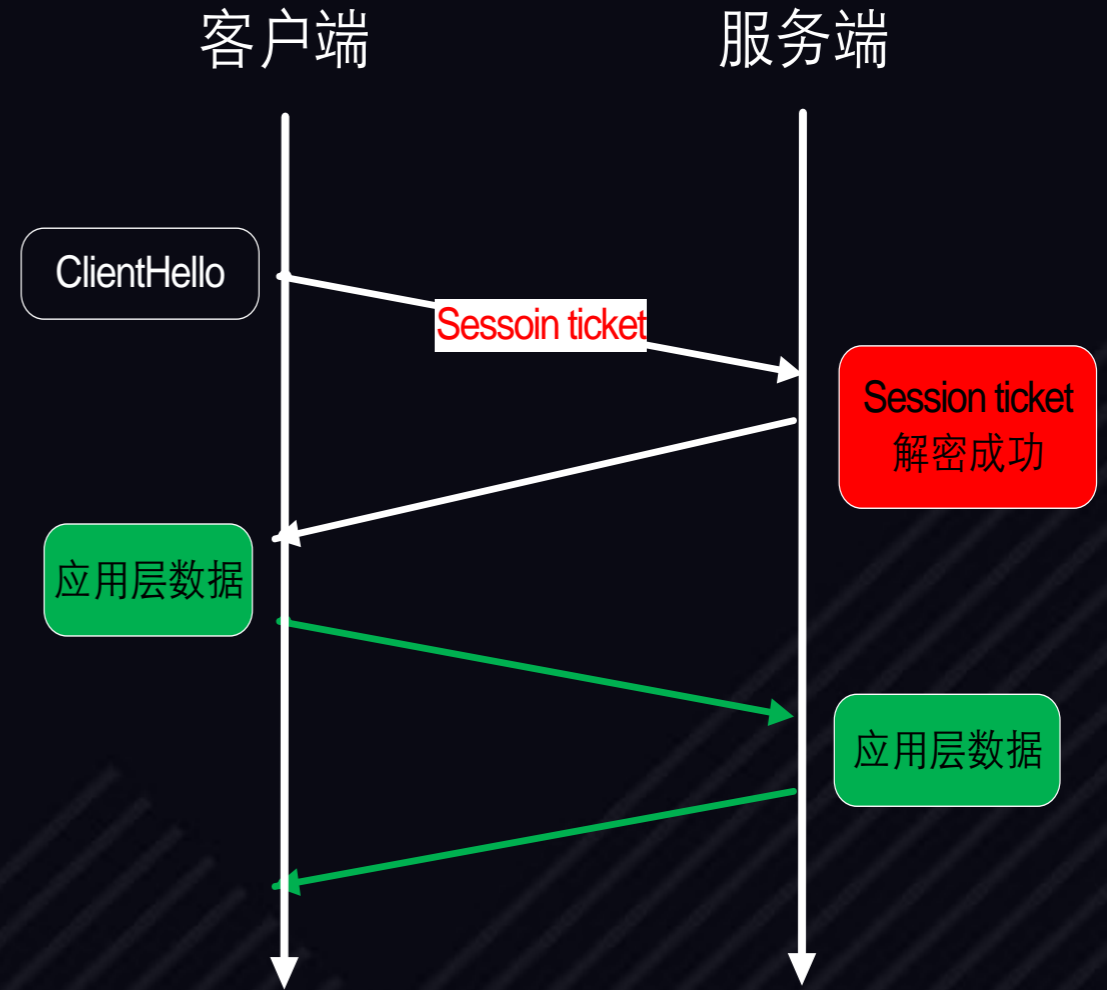 客户端
服务端
ClientHello
Sessoin ticket
Session ticket
解密成功
应用层数据
应用层数据